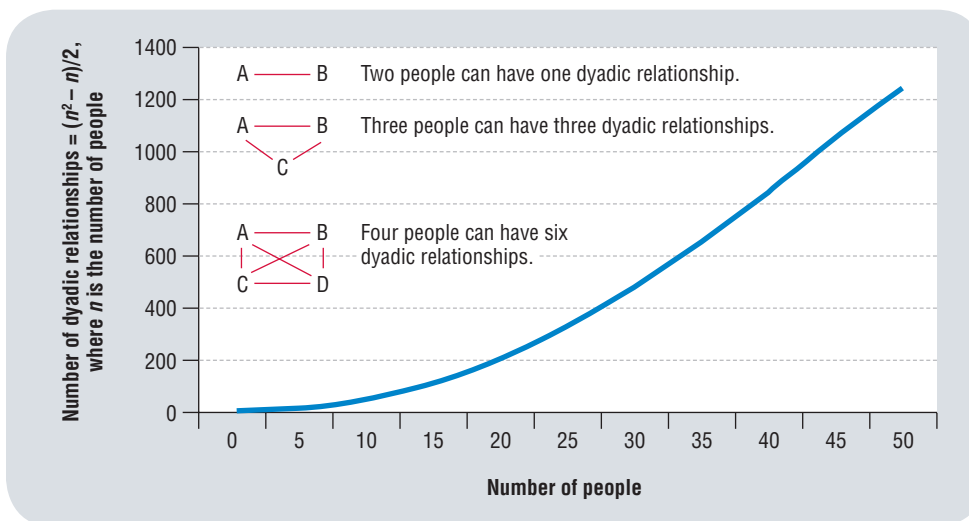 Number of dyadic relationships = (n² – n)/2,
where n is the number of people
1400
1200
1000
800
600
400
200
0
A B Two people can have one dyadic relationship.
A B Three people can have three dyadic relationships.
C
A B Four people can have six
dyadic relationships.
C D
0 5 10 15 20 25 30 35 40 45 50
Number of people